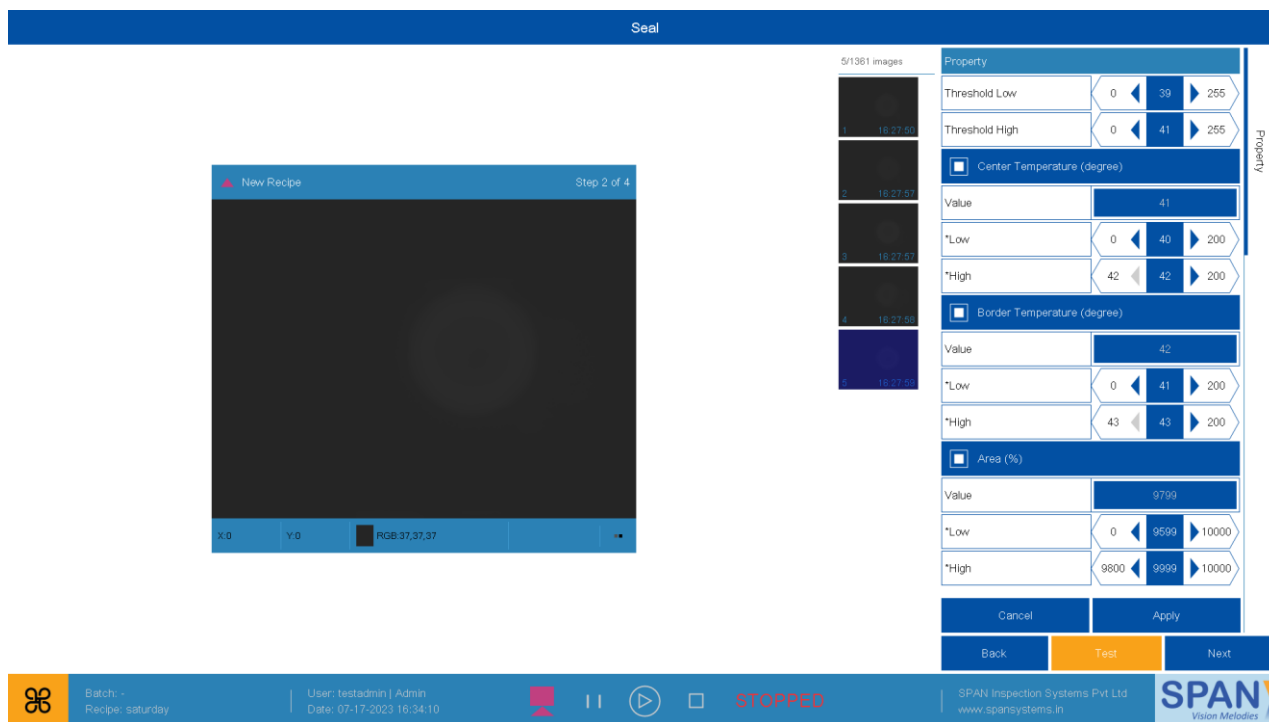 Seal
5/1361 images
1 16:27:50
2 16:27:57
3 16:27:57
4 16:27:58
5 16:27:59
New Recipe Step 2 of 4
X:0 Y:0 RGB:37,37,37
Property
Threshold Low 0 39 255
Threshold High 0 41 255
Center Temperature (degree)
Value 41
*Low 0 40 200
*High 42 42 200
Border Temperature (degree)
Value 42
*Low 0 41 200
*High 43 43 200
Area (%)
Value 9799
*Low 0 9599 10000
*High 9800 9999 10000
Cancel Apply
Back Test Next
Property
Batch: -
Recipe: saturday
User: testadmin | Admin
Date: 07-17-2023 16:34:10
STOPPED
SPAN Inspection Systems Pvt Ltd
www.spansystems.in
SPAN
Vision Melodies